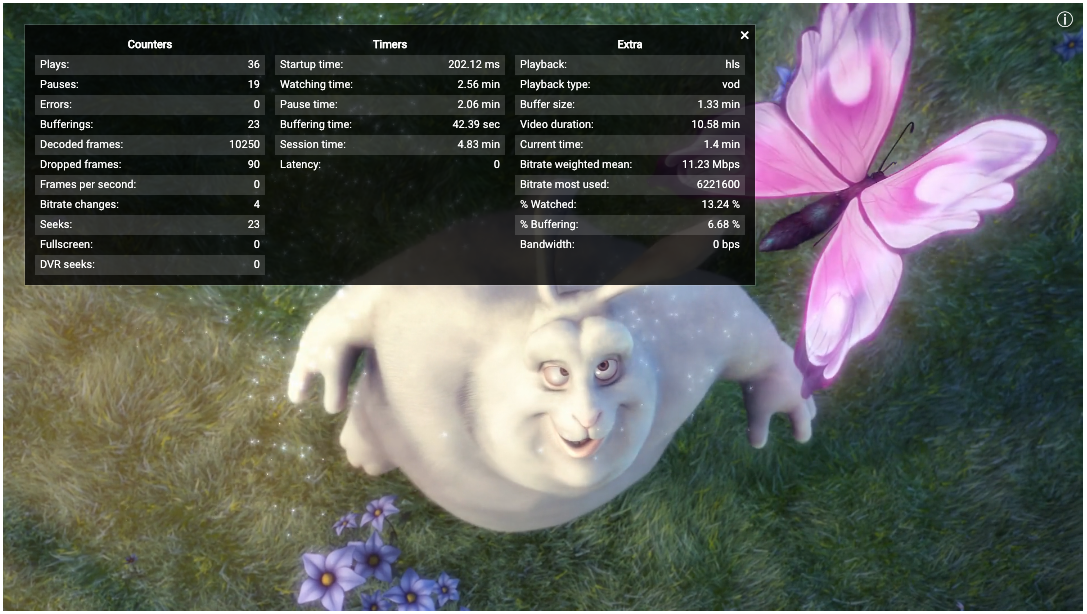 Counters
Plays: 36
Pauses: 19
Errors: 0
Bufferings: 23
Decoded frames: 10250
Dropped frames: 90
Frames per second: 0
Bitrate changes: 4
Seeks: 23
Fullscreen: 0
DVR seeks: 0
Timers
Startup time: 202.12 ms
Watching time: 2.56 min
Pause time: 2.06 min
Buffering time: 42.39 sec
Session time: 4.83 min
Latency: 0
Extra
Playback: hls
Playback type: vod
Buffer size: 1.33 min
Video duration: 10.58 min
Current time: 1.4 min
Bitrate weighted mean: 11.23 Mbps
Bitrate most used: 6221600
% Watched: 13.24 %
% Buffering: 6.68 %
Bandwidth: 0 bps